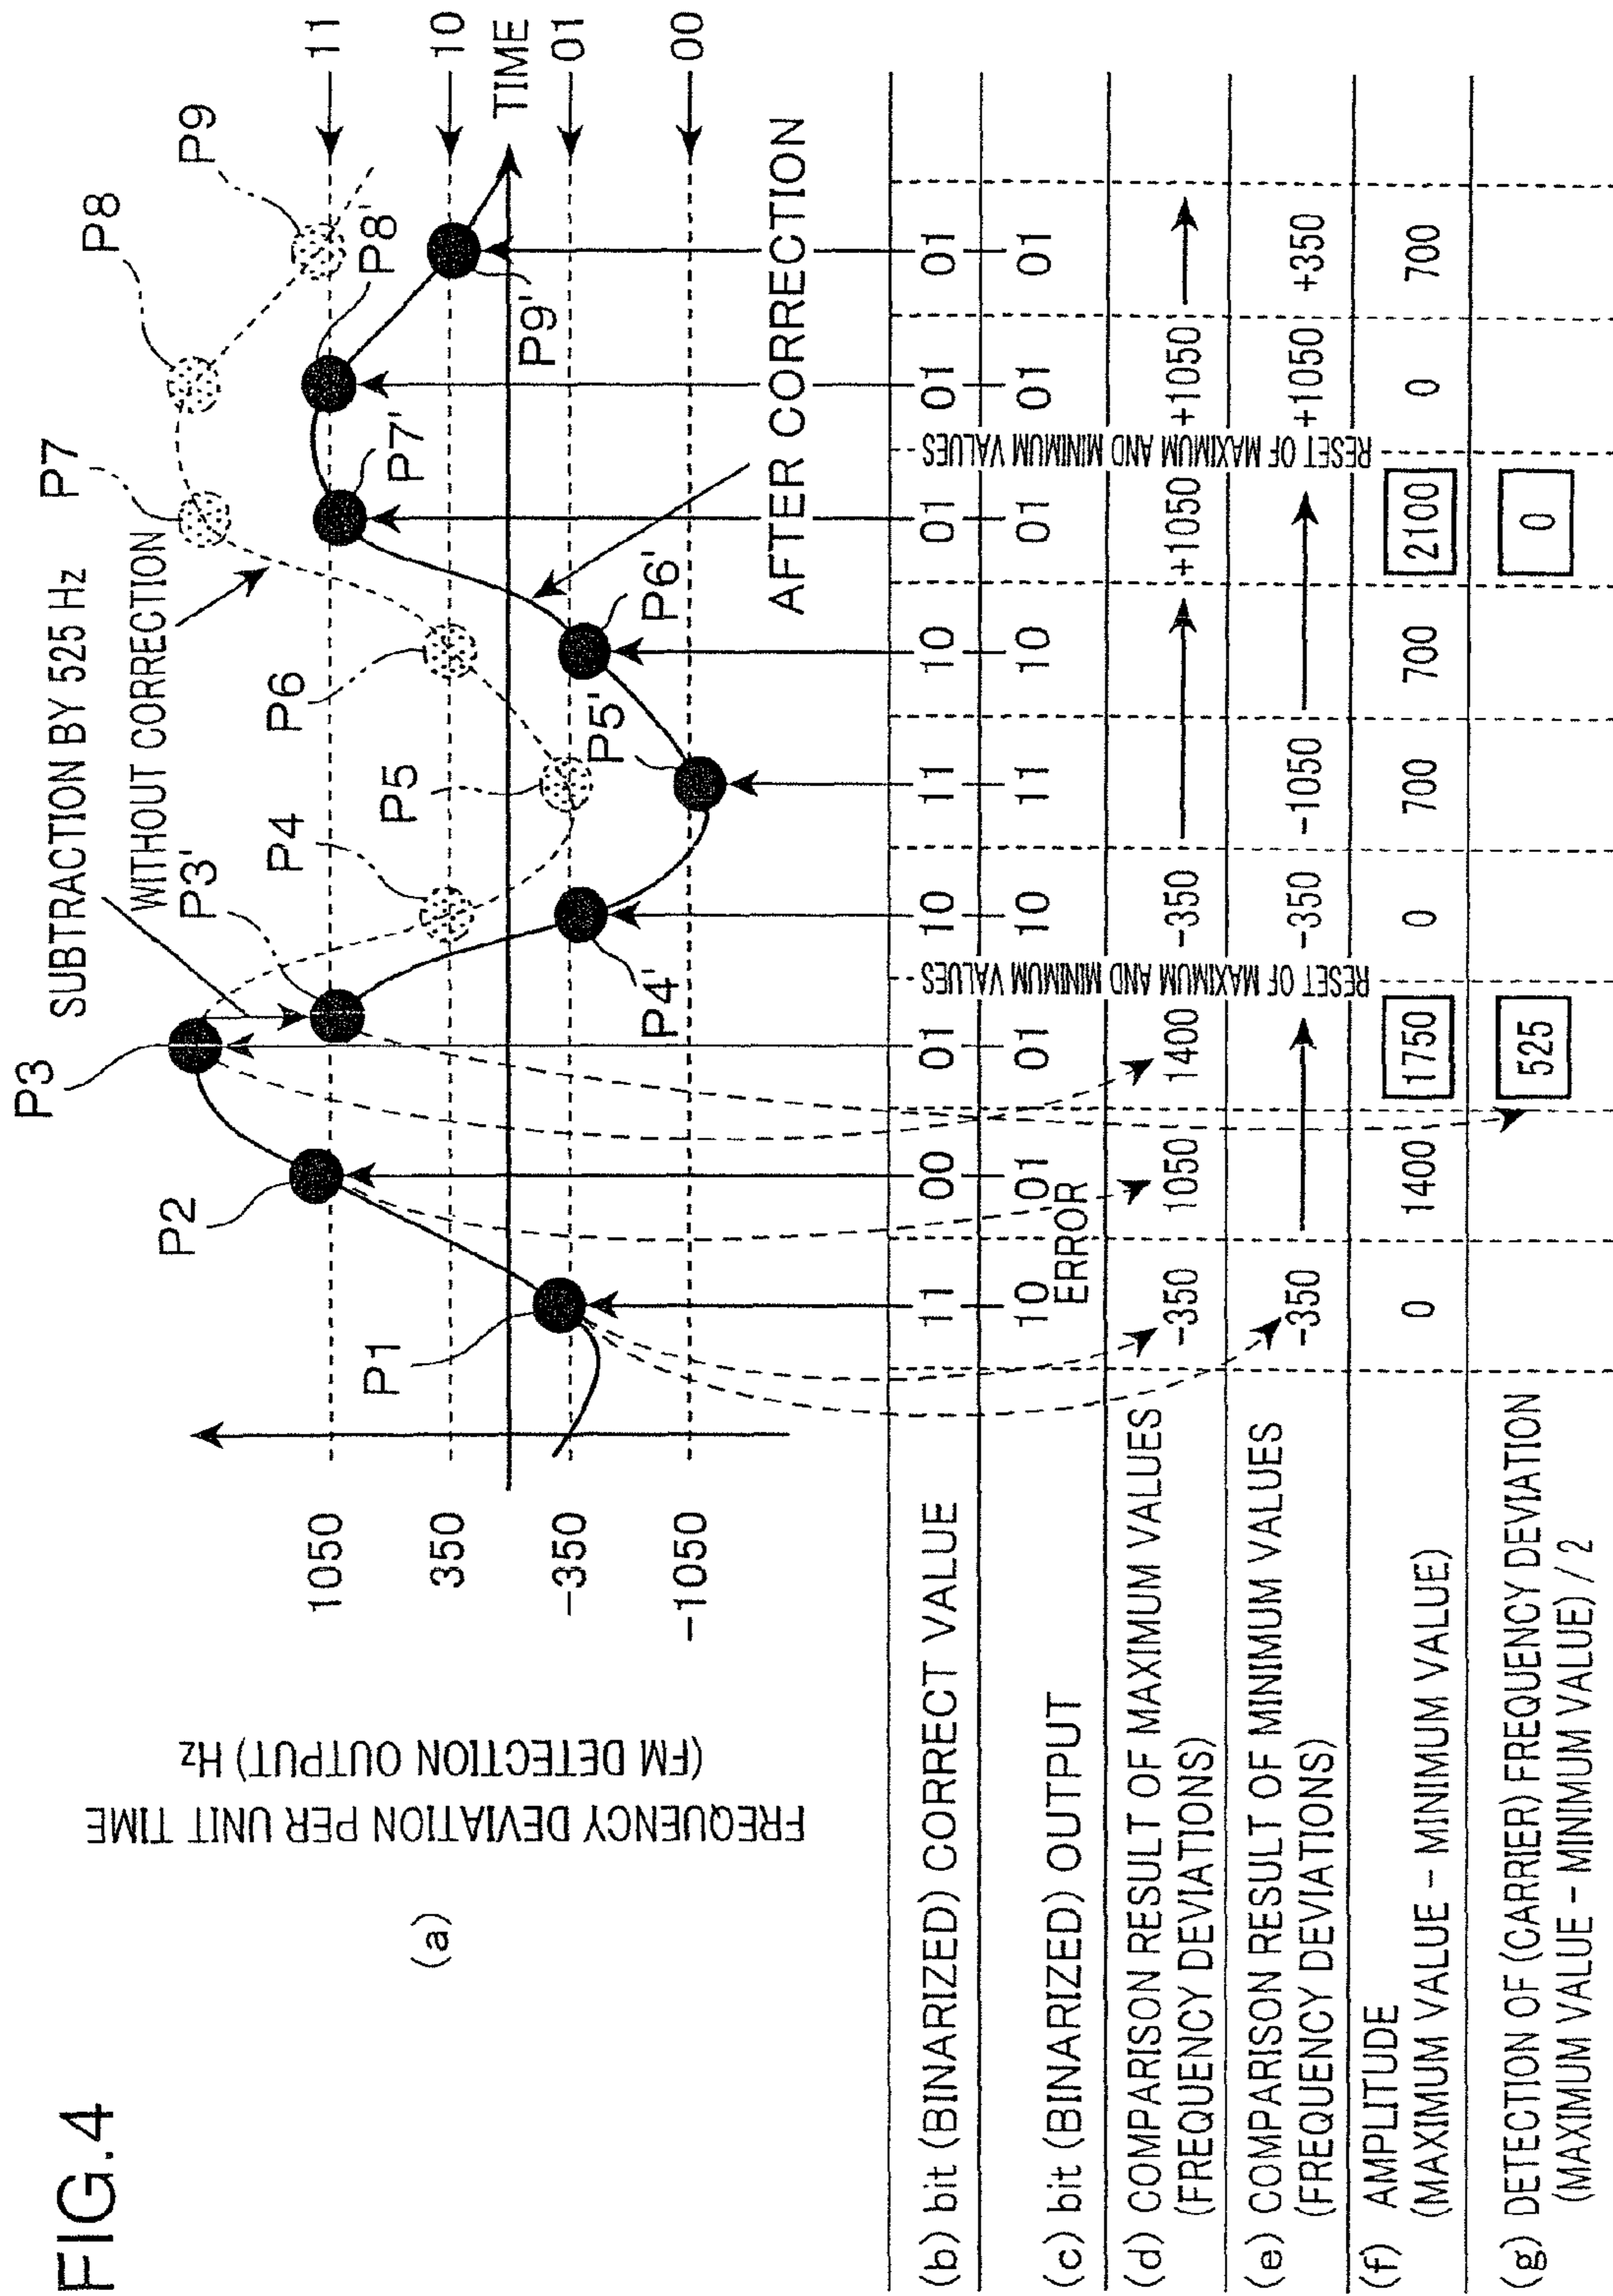 FIG.4
(a)
FREQUENCY DEVIATION PER UNIT TIME
(FM DETECTION OUTPUT) Hz
1050
350
-350
-1050
P1
P2
P3
SUBTRACTION BY 525 Hz
WITHOUT CORRECTION
P3'
P4
P4'
P5
P5'
P6
P6'
P7
P7'
P8
P8'
P9
P9'
AFTER CORRECTION
TIME
11
10
01
00
(b) bit (BINARIZED) CORRECT VALUE 11 00 01 10 11 10 01 01 01
(c) bit (BINARIZED) OUTPUT 10 01 01 10 11 10 01 01 01
ERROR
(d) COMPARISON RESULT OF MAXIMUM VALUES -350 1050 1400 -350 +1050 +1050
(FREQUENCY DEVIATIONS)
(e) COMPARISON RESULT OF MINIMUM VALUES -350 -350 -1050 +1050 +350
(FREQUENCY DEVIATIONS)
RESET OF MAXIMUM AND MINIMUM VALUES
RESET OF MAXIMUM AND MINIMUM VALUES
(f) AMPLITUDE
(MAXIMUM VALUE - MINIMUM VALUE) 0 1400 1750 0 700 700 2100 0 700
(g) DETECTION OF (CARRIER) FREQUENCY DEVIATION 525 0
(MAXIMUM VALUE - MINIMUM VALUE) / 2